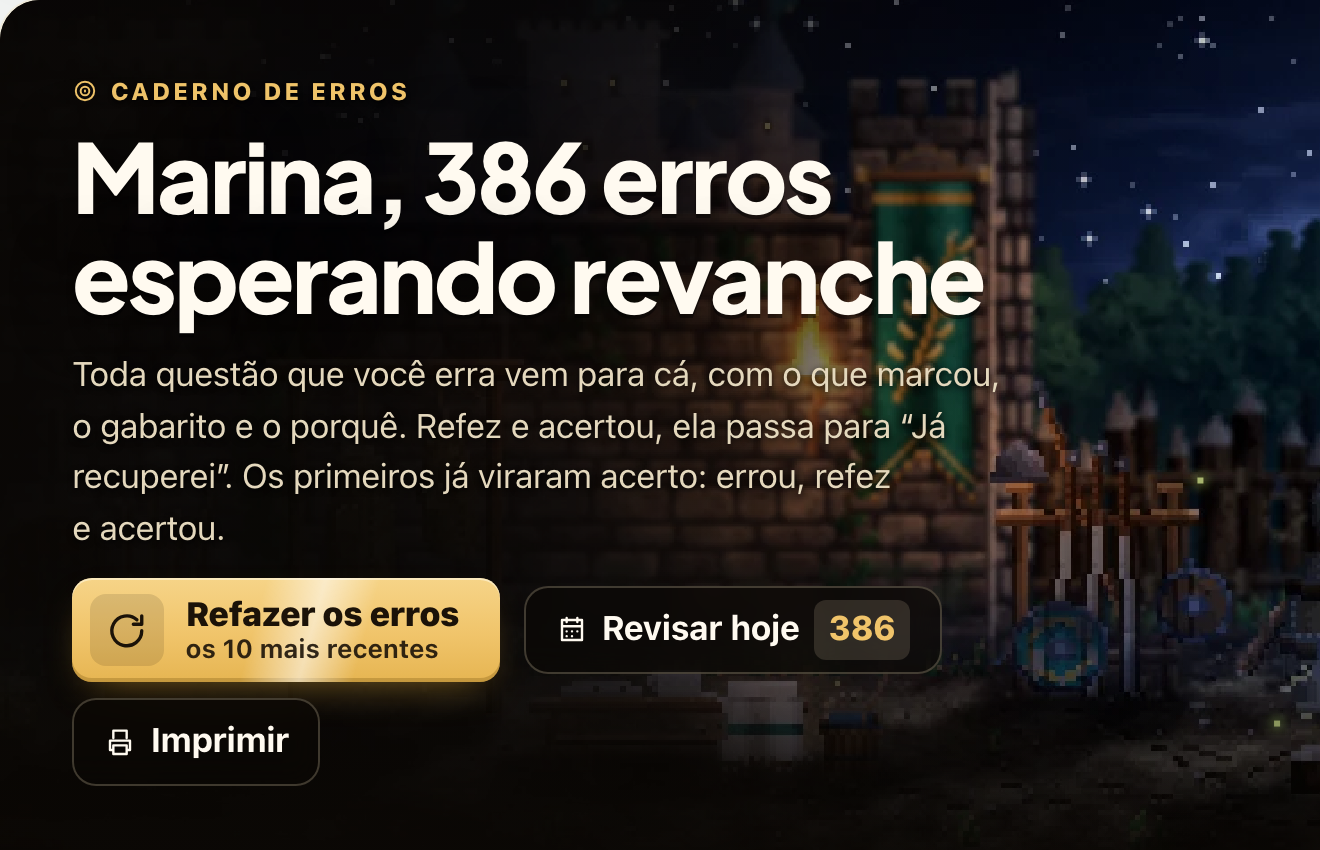 CADERNO DE ERROS
Marina, 386 erros
esperando revanche
Toda questão que você erra vem para cá, com o que marcou,
o gabarito e o porquê. Refez e acertou, ela passa para “Já
recuperei”. Os primeiros já viraram acerto: errou, refez
e acertou.
Refazer os erros
os 10 mais recentes
Revisar hoje 386
Imprimir